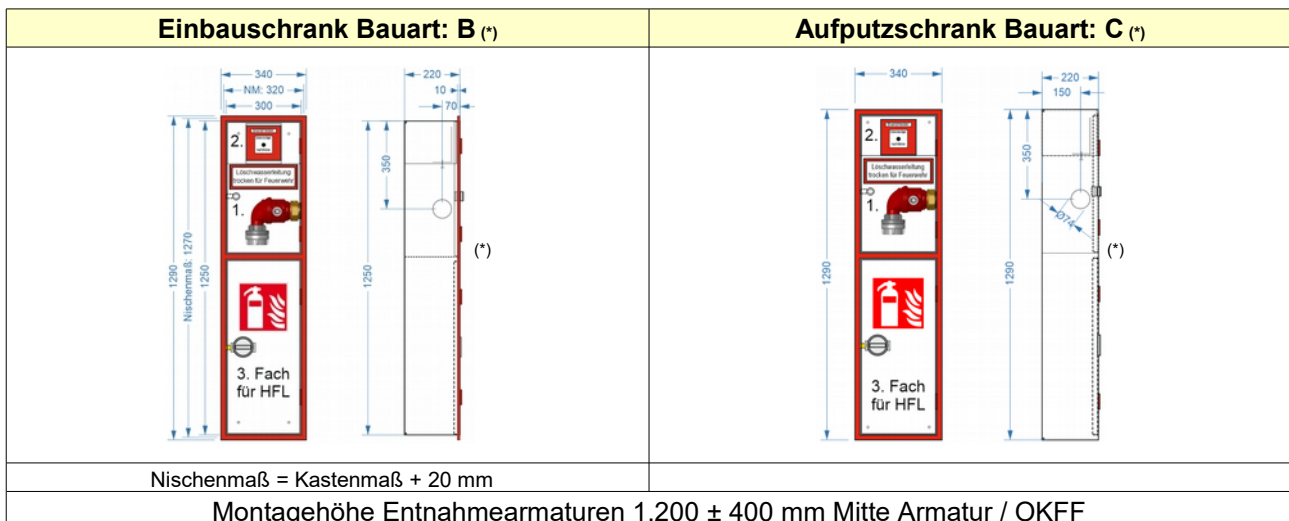 Einbauschrank Bauart: B (*)
Aufputzschrank Bauart: C (*)
340
NM: 320
300
220
10
70
1290
Nischenmaß: 1270
1250
2.
Löschwasserleitung
trocken für Feuerwehr
1.
3. Fach
für HFL
350
1250
(*)
340
220
150
1290
2.
Löschwasserleitung
trocken für Feuerwehr
1.
3. Fach
für HFL
350
Ø74
1290
(*)
Nischenmaß = Kastenmaß + 20 mm
Montagehöhe Entnahmearmaturen 1.200 ± 400 mm Mitte Armatur / OKFF